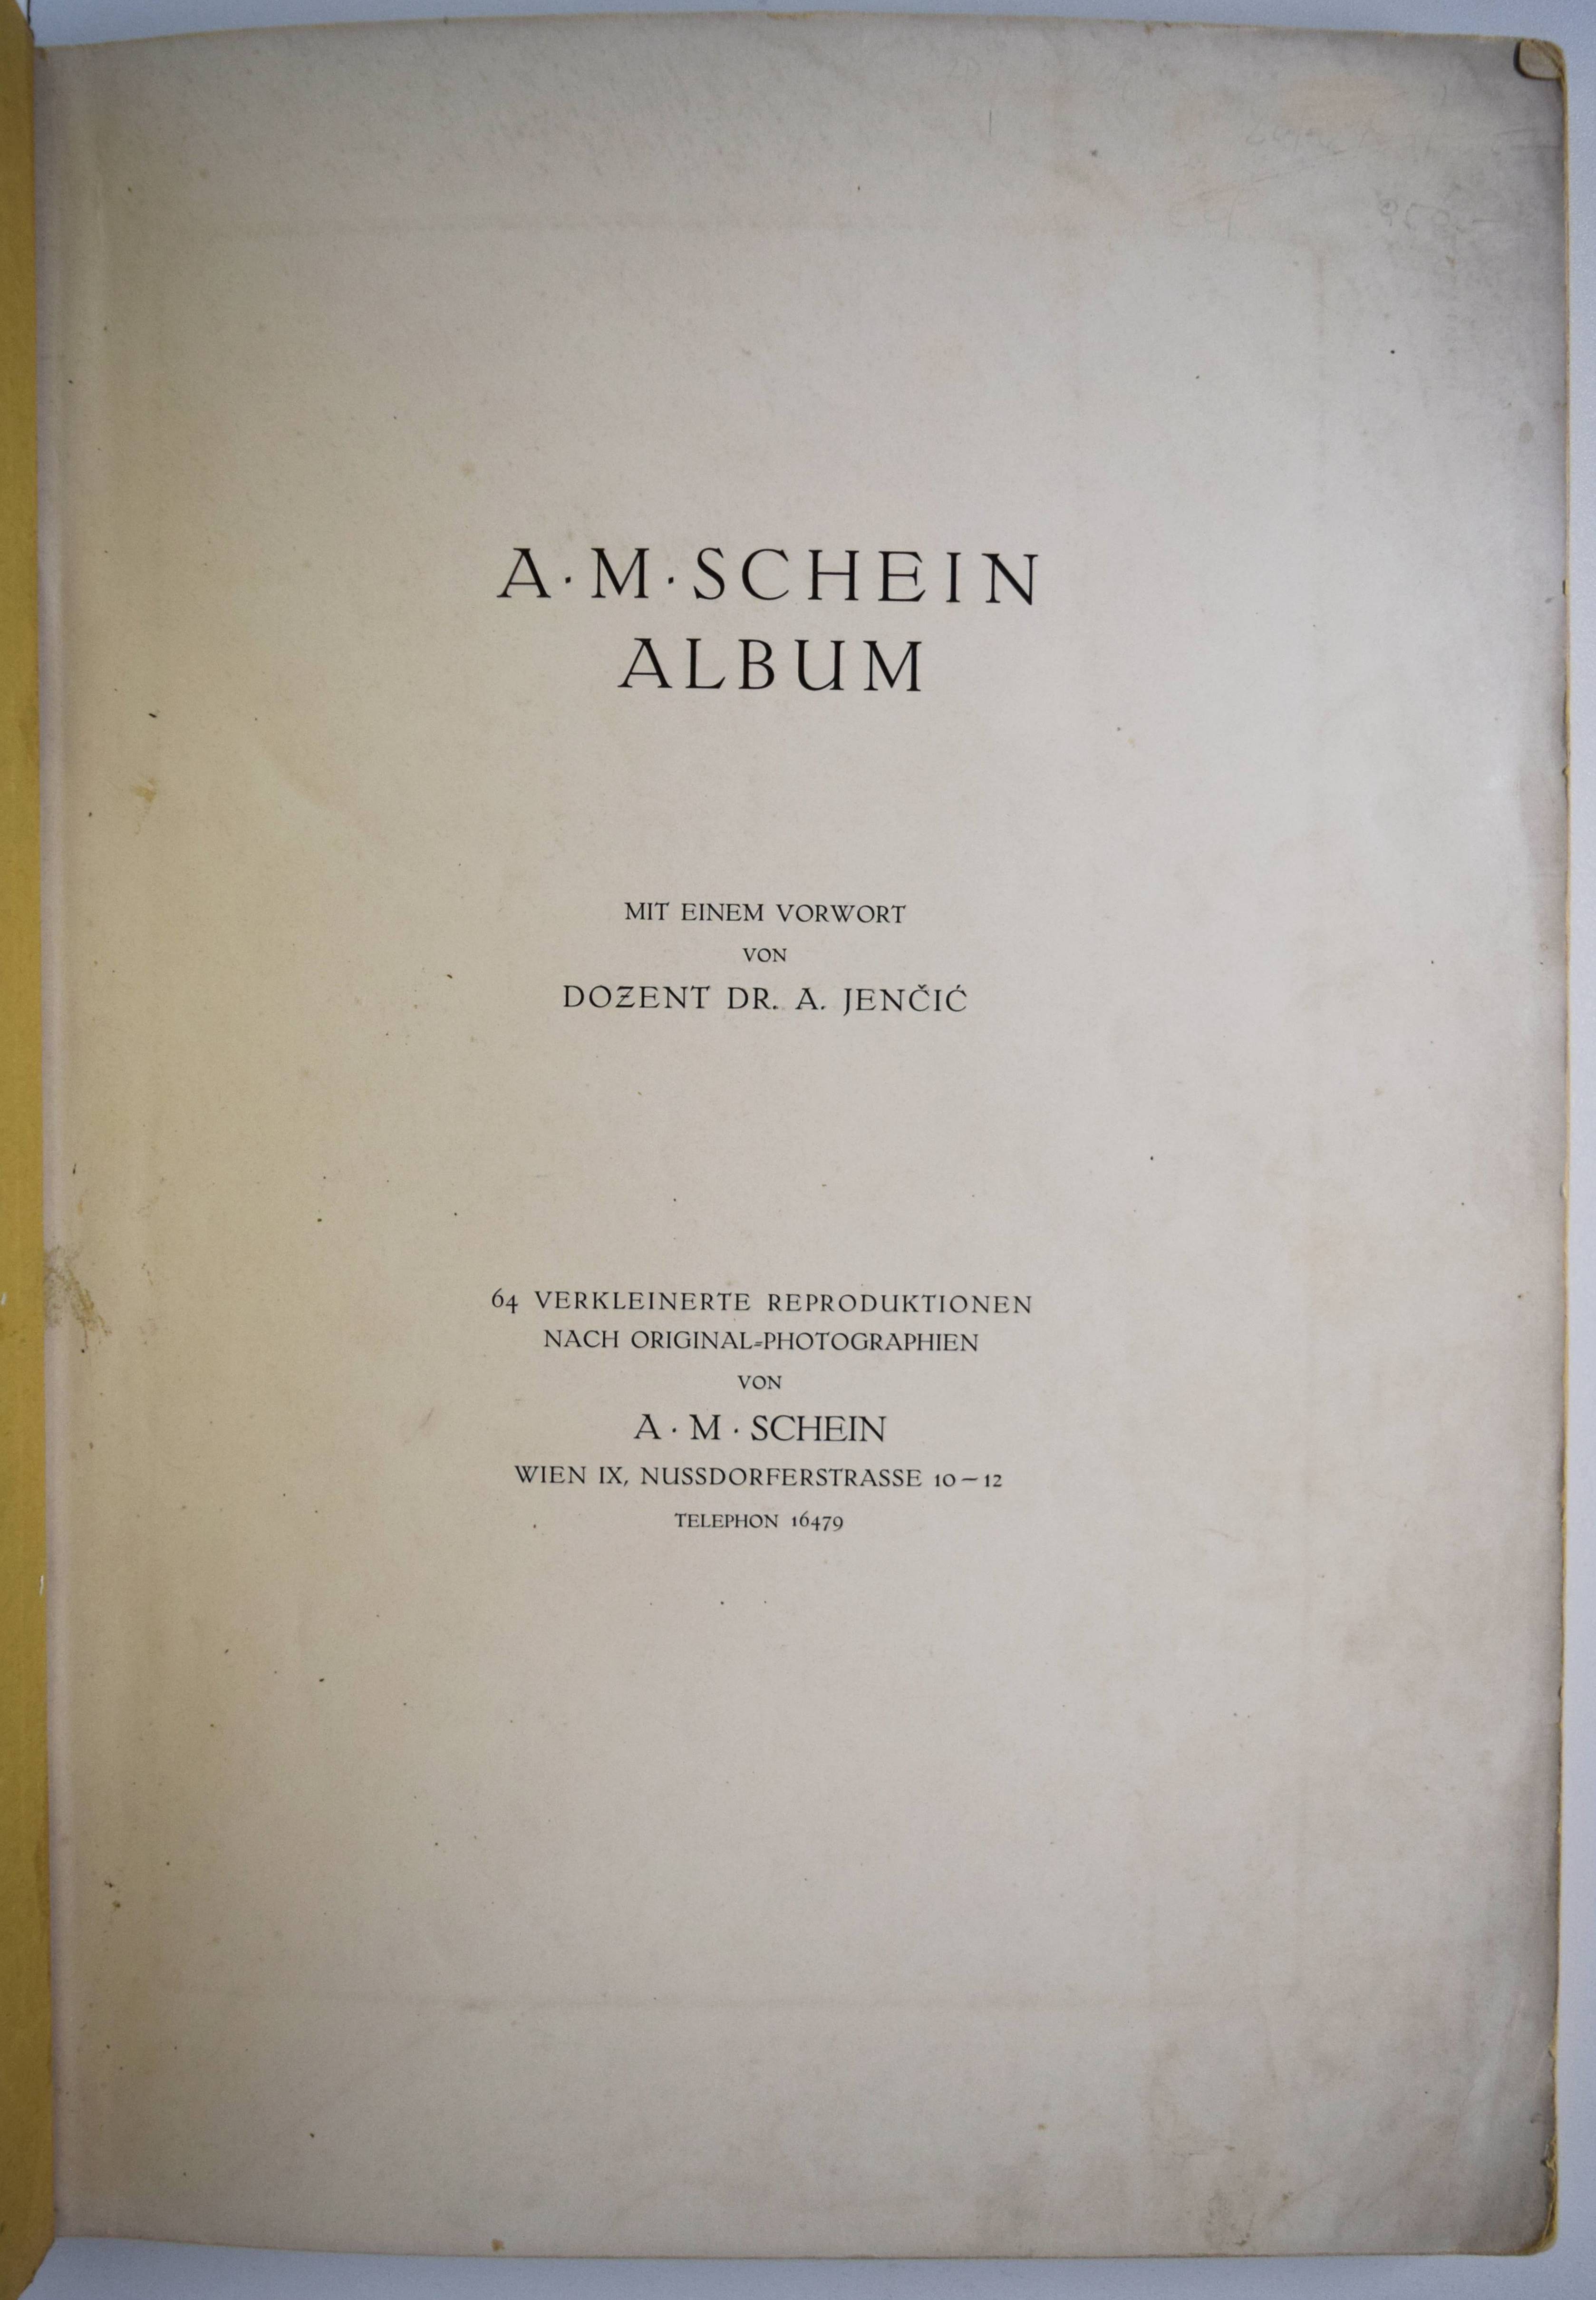 A·M·SCHEIN
ALBUM
MIT EINEM VORWORT
VON
DOZENT DR. A. JENČIĆ
64 VERKLEINERTE REPRODUKTIONEN
NACH ORIGINAL-PHOTOGRAPHIEN
VON
A·M·SCHEIN
WIEN IX, NUSSDORFERSTRASSE 10–12
TELEPHON 16479